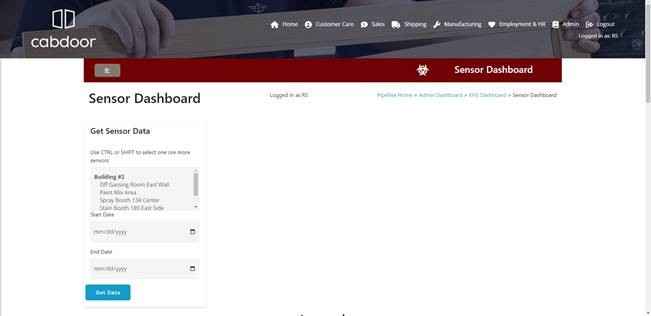 Home Customer Care Sales Shipping Manufacturing Employment & HR Admin Logout
cabdoor
Logged in as: RS
Sensor Dashboard
Sensor Dashboard
Logged in as RS
Pipeline Home > Admin Dashboard > XHS Dashboard > Sensor Dashboard
Get Sensor Data
Use CTRL or SHIFT to select one ore more
sensors:
Building #2
Off Gassing Room East Wall
Paint Mix Area
Spray Booth 134 Center
Stain Booth 189 East Side
Start Date
mm/dd/yyyy
End Date
mm/dd/yyyy
Get Data